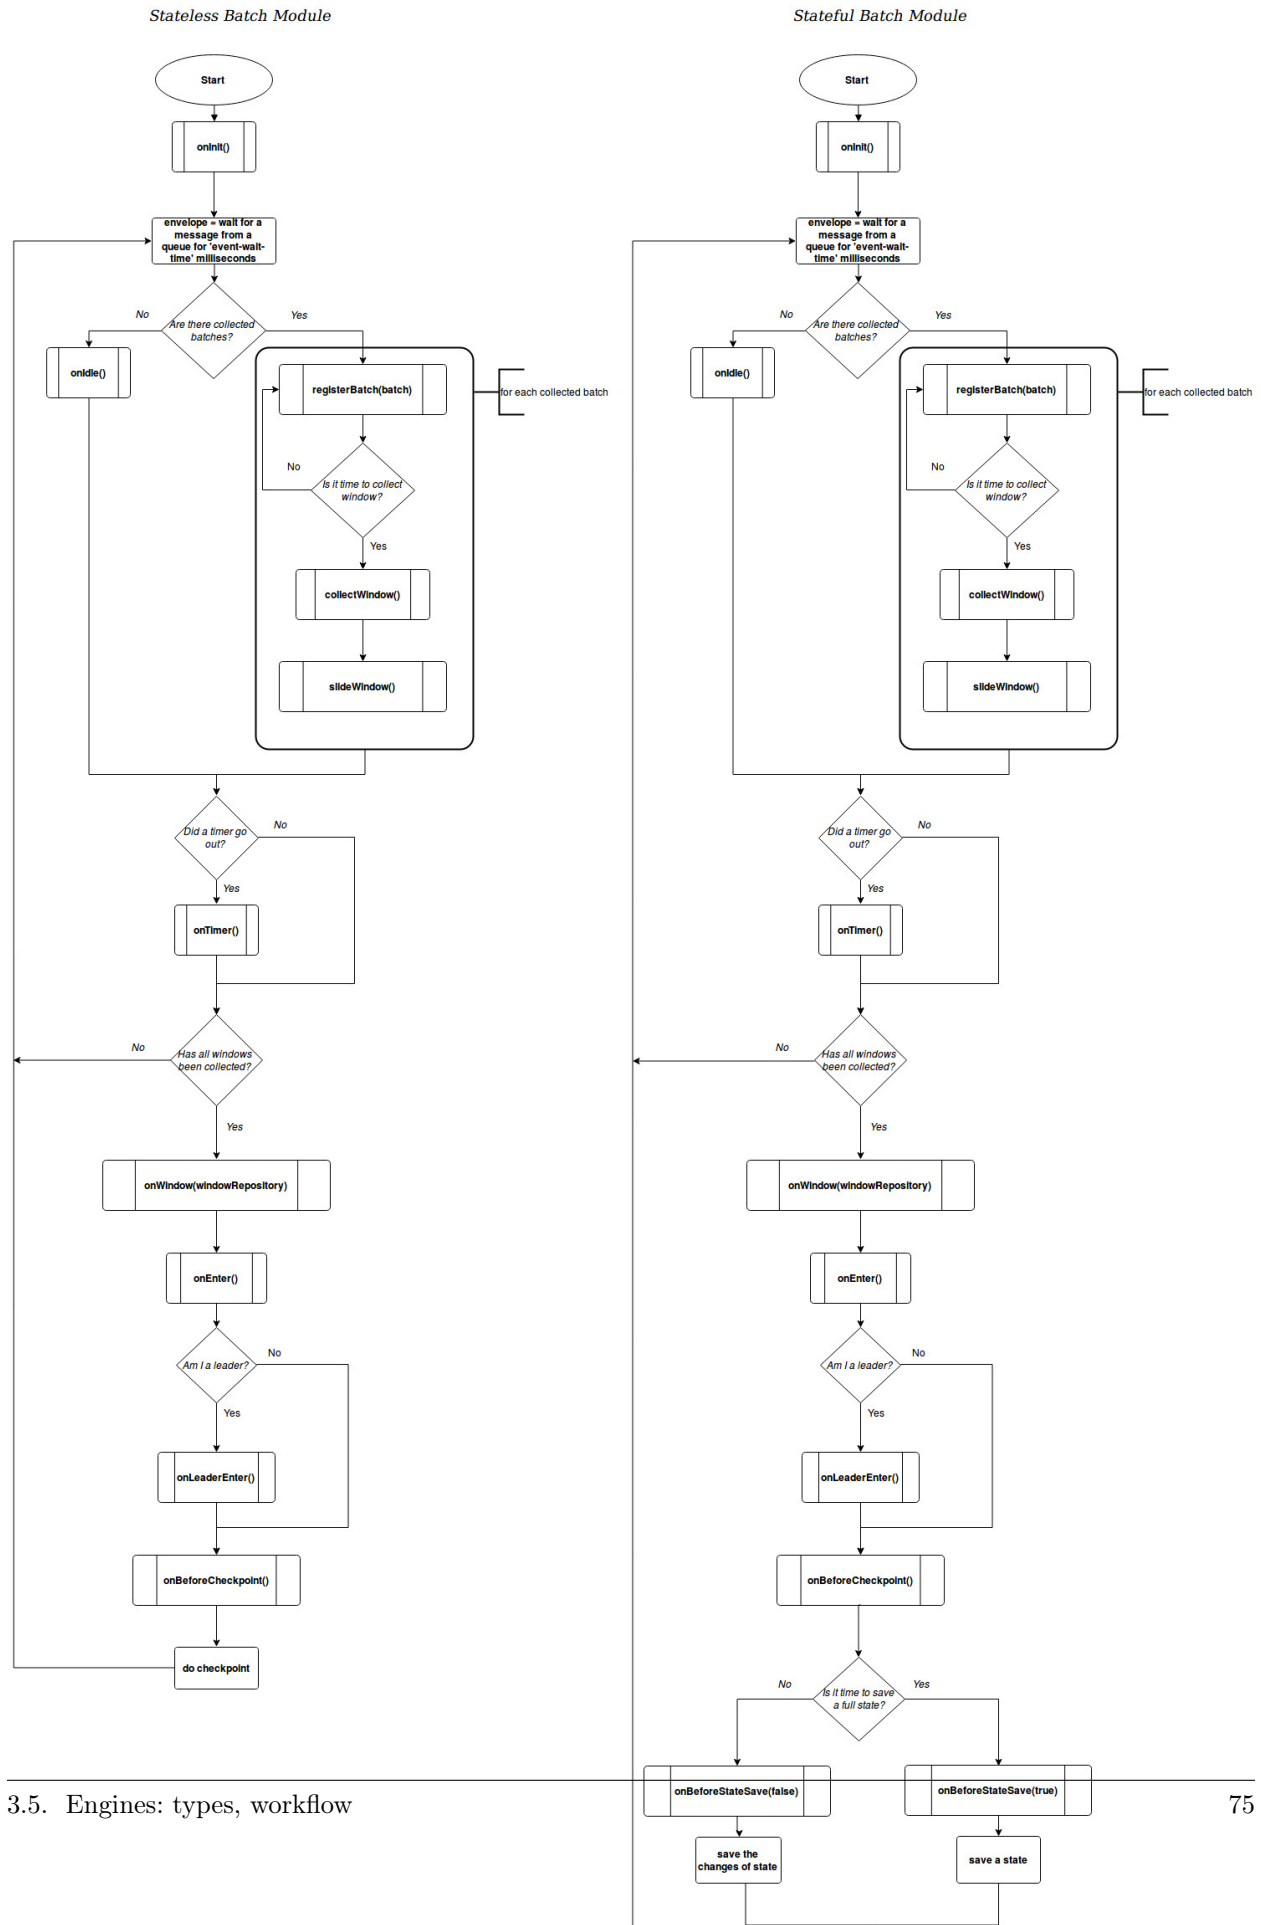 Stateless Batch Module
Start
onInit()
envelope = wait for a
message from a
queue for 'event-wait-
time' milliseconds
Are there collected
batches?
No
Yes
onIdle()
registerBatch(batch)
for each collected batch
Is it time to collect
window?
No
Yes
collectWindow()
slideWindow()
Did a timer go
out?
No
Yes
onTimer()
Has all windows
been collected?
No
Yes
onWindow(windowRepository)
onEnter()
Am I a leader?
No
Yes
onLeaderEnter()
onBeforeCheckpoint()
do checkpoint
Stateful Batch Module
Start
onInit()
envelope = wait for a
message from a
queue for 'event-wait-
time' milliseconds
Are there collected
batches?
No
Yes
onIdle()
registerBatch(batch)
for each collected batch
Is it time to collect
window?
No
Yes
collectWindow()
slideWindow()
Did a timer go
out?
No
Yes
onTimer()
Has all windows
been collected?
No
Yes
onWindow(windowRepository)
onEnter()
Am I a leader?
No
Yes
onLeaderEnter()
onBeforeCheckpoint()
Is it time to save
a full state?
No
Yes
onBeforeStateSave(false)
onBeforeStateSave(true)
save the
changes of state
save a state
3.5. Engines: types, workflow
75